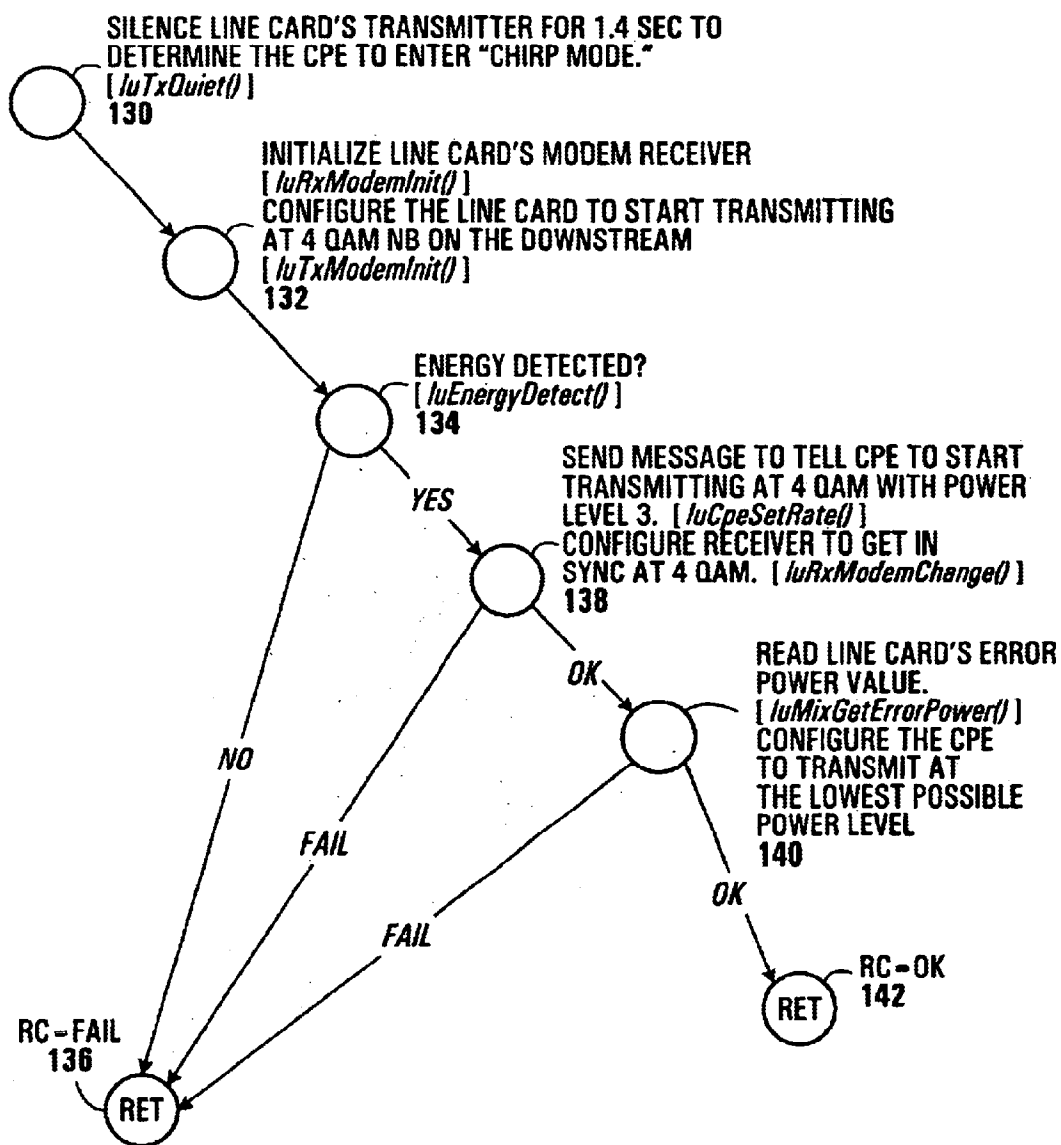 SILENCE LINE CARD'S TRANSMITTER FOR 1.4 SEC TO
DETERMINE THE CPE TO ENTER "CHIRP MODE."
[ luTxQuiet() ]
130
INITIALIZE LINE CARD'S MODEM RECEIVER
[ luRxModemInit() ]
CONFIGURE THE LINE CARD TO START TRANSMITTING
AT 4 QAM NB ON THE DOWNSTREAM
[ luTxModemInit() ]
132
ENERGY DETECTED?
[ luEnergyDetect() ]
134
YES
SEND MESSAGE TO TELL CPE TO START
TRANSMITTING AT 4 QAM WITH POWER
LEVEL 3. [ luCpeSetRate() ]
CONFIGURE RECEIVER TO GET IN
SYNC AT 4 QAM. [ luRxModemChange() ]
138
OK
READ LINE CARD'S ERROR
POWER VALUE.
[ luMixGetErrorPower() ]
CONFIGURE THE CPE
TO TRANSMIT AT
THE LOWEST POSSIBLE
POWER LEVEL
140
NO
FAIL
FAIL
OK
RC-OK
142
RET
RC-FAIL
136
RET